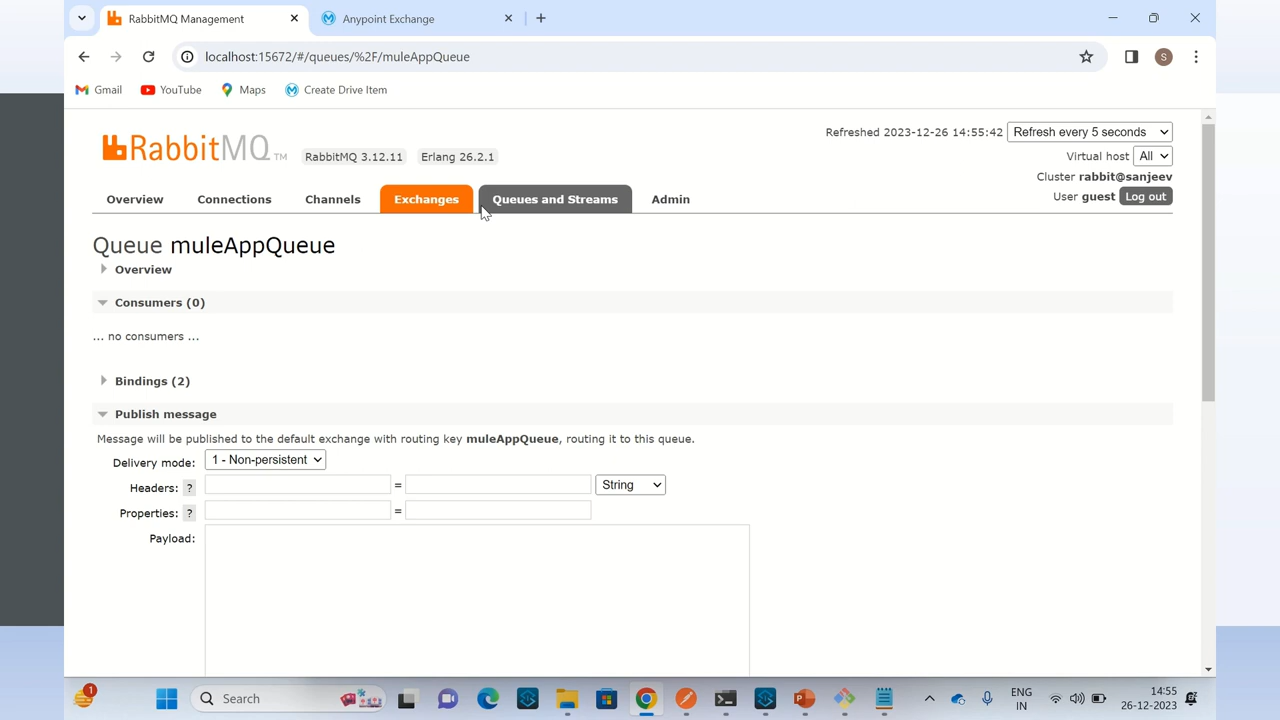 RabbitMQ Management
Anypoint Exchange
localhost:15672/#/queues/%2F/muleAppQueue
S
Gmail
YouTube
Maps
Create Drive Item
RabbitMQ TM
RabbitMQ 3.12.11
Erlang 26.2.1
Refreshed 2023-12-26 14:55:42
Refresh every 5 seconds
Virtual host All
Cluster rabbit@sanjeev
User guest Log out
Overview
Connections
Channels
Exchanges
Queues and Streams
Admin
Queue muleAppQueue
Overview
Consumers (0)
... no consumers ...
Bindings (2)
Publish message
Message will be published to the default exchange with routing key muleAppQueue, routing it to this queue.
Delivery mode: 1 - Non-persistent
Headers: ? = String
Properties: ? =
Payload:
1
Search
ENG
IN
14:55
26-12-2023